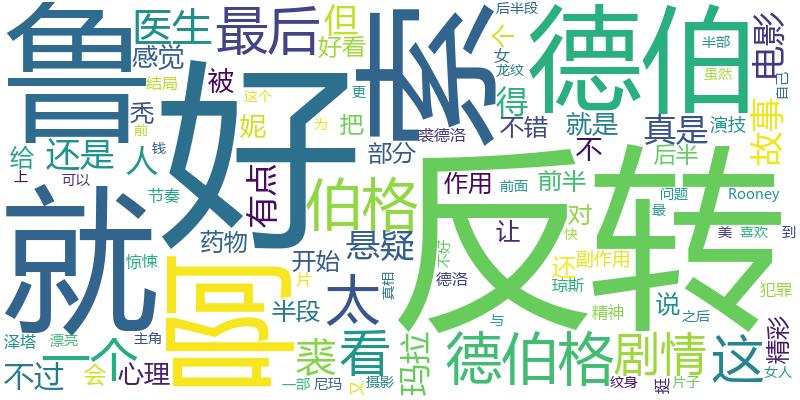 鲁
好
索
德伯
反转
就
啊
医生
最后
但
好看
感觉
结局
被
这个
更
秃
前
妮
钱
为
把
给
还是
人
上
可以
有点
节奏
伯格
部分
药物
惊悚
开始
悬疑
片
半段
太
真相
不好
德洛
裘德洛
后半段
个
女
龙纹
得
不错
就是
不
作用
前面
前半
让
对
快
还
副作用
琼斯
精神
与
半部
虽然
电影
自己
故事
真是
演技
后半
问题
Rooney
最
美
喜欢
到
犯罪
说
之后
精彩
泽塔
漂亮
主角
一个
不过
会
心理
裘
看
一部
尼玛
又
摄影
玛拉
德伯格
剧情
这
纹身
挺
片子
女人